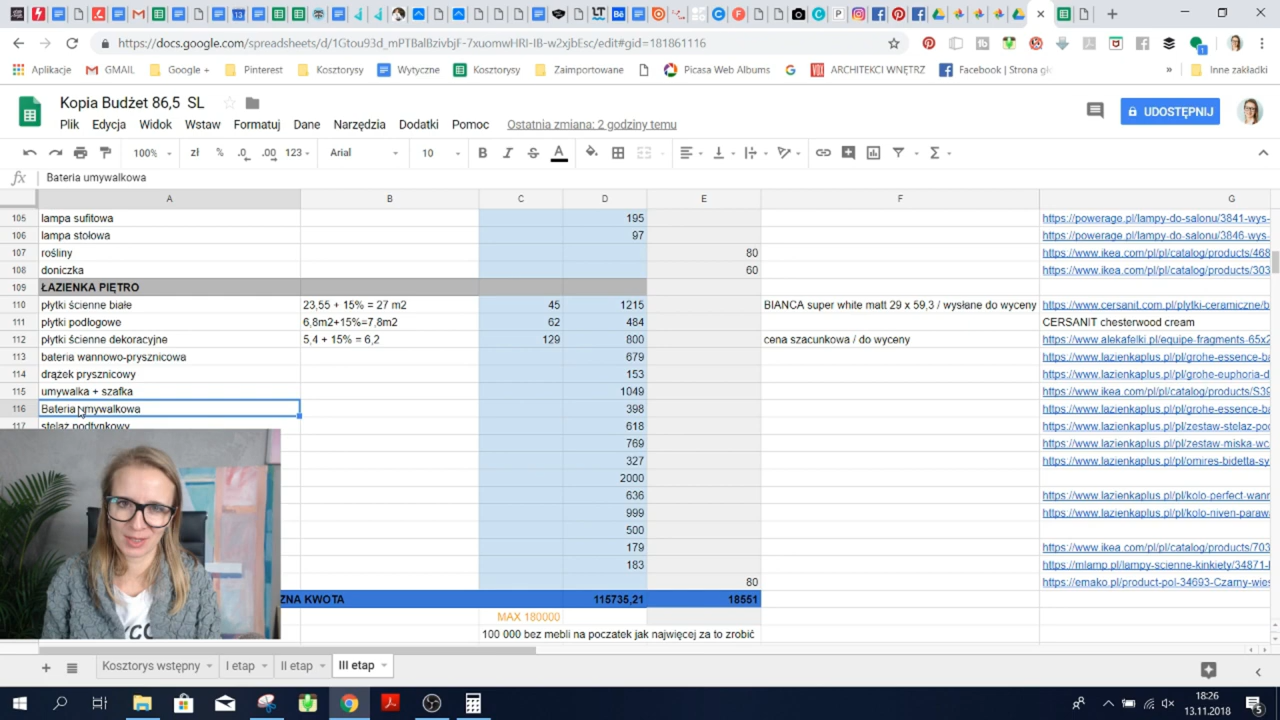 https://docs.google.com/spreadsheets/d/1Gtou93d_mPTBalBzivbjF-7xuomwHRI-IB-w2xjbEsc/edit#gid=181861116
Aplikacje GMAIL Google + Pinterest Kosztorysy Wytyczne Kosztorysy Zaimportowane Picasa Web Albums ARCHITEKCI WNĘTRZ Facebook | Strona gł » Inne zakładki
Kopia Budżet 86,5 SL
UDOSTĘPNIJ
Plik Edycja Widok Wstaw Formatuj Dane Narzędzia Dodatki Pomoc Ostatnia zmiana: 2 godziny temu
100% zł % .0 .00 123 Arial 10 B I S A Σ
fx Bateria umywalkowa
A B C D E F G
105 lampa sufitowa 195 https://powerage.pl/lampy-do-salonu/3841-wys-
106 lampa stołowa 97 https://powerage.pl/lampy-do-salonu/3846-wys-
107 rośliny 80 https://www.ikea.com/pl/pl/catalog/products/468
108 doniczka 60 https://www.ikea.com/pl/pl/catalog/products/303
109 ŁAZIENKA PIĘTRO
110 płytki ścienne białe 23,55 + 15% = 27 m2 45 1215 BIANCA super white matt 29 x 59,3 / wysłane do wyceny https://www.cersanit.com.pl/plytki-ceramiczne/b
111 płytki podłogowe 6,8m2+15%=7,8m2 62 484 CERSANIT chesterwood cream
112 płytki ścienne dekoracyjne 5,4 + 15% = 6,2 129 800 cena szacunkowa / do wyceny https://www.alekafelki.pl/equipe-fragments-65x2
113 bateria wannowo-prysznicowa 679 https://www.lazienkaplus.pl/pl/grohe-essence-ba
114 drążek prysznicowy 153 https://www.lazienkaplus.pl/pl/grohe-euphoria-d
115 umywalka + szafka 1049 https://www.ikea.com/pl/pl/catalog/products/S39
116 Bateria umywalkowa 398 https://www.lazienkaplus.pl/pl/grohe-essence-ba
117 stelaż podtynkowy 618 https://www.lazienkaplus.pl/pl/zestaw-stelaz-pod
769 https://www.lazienkaplus.pl/pl/zestaw-miska-wc
327 https://www.lazienkaplus.pl/pl/omires-bidetta-sy
2000
636 https://www.lazienkaplus.pl/pl/kolo-perfect-wann
999 https://www.lazienkaplus.pl/pl/kolo-niven-parawa
500
179 https://www.ikea.com/pl/pl/catalog/products/703
183 https://mlamp.pl/lampy-scienne-kinkiety/34871-l
80 https://emako.pl/product-pol-34693-Czarny-wies
ZNA KWOTA 115735,21 18551
MAX 180000
100 000 bez mebli na poczatek jak najwięcej za to zrobić
Kosztorys wstępny I etap II etap III etap
18:26
13.11.2018
5